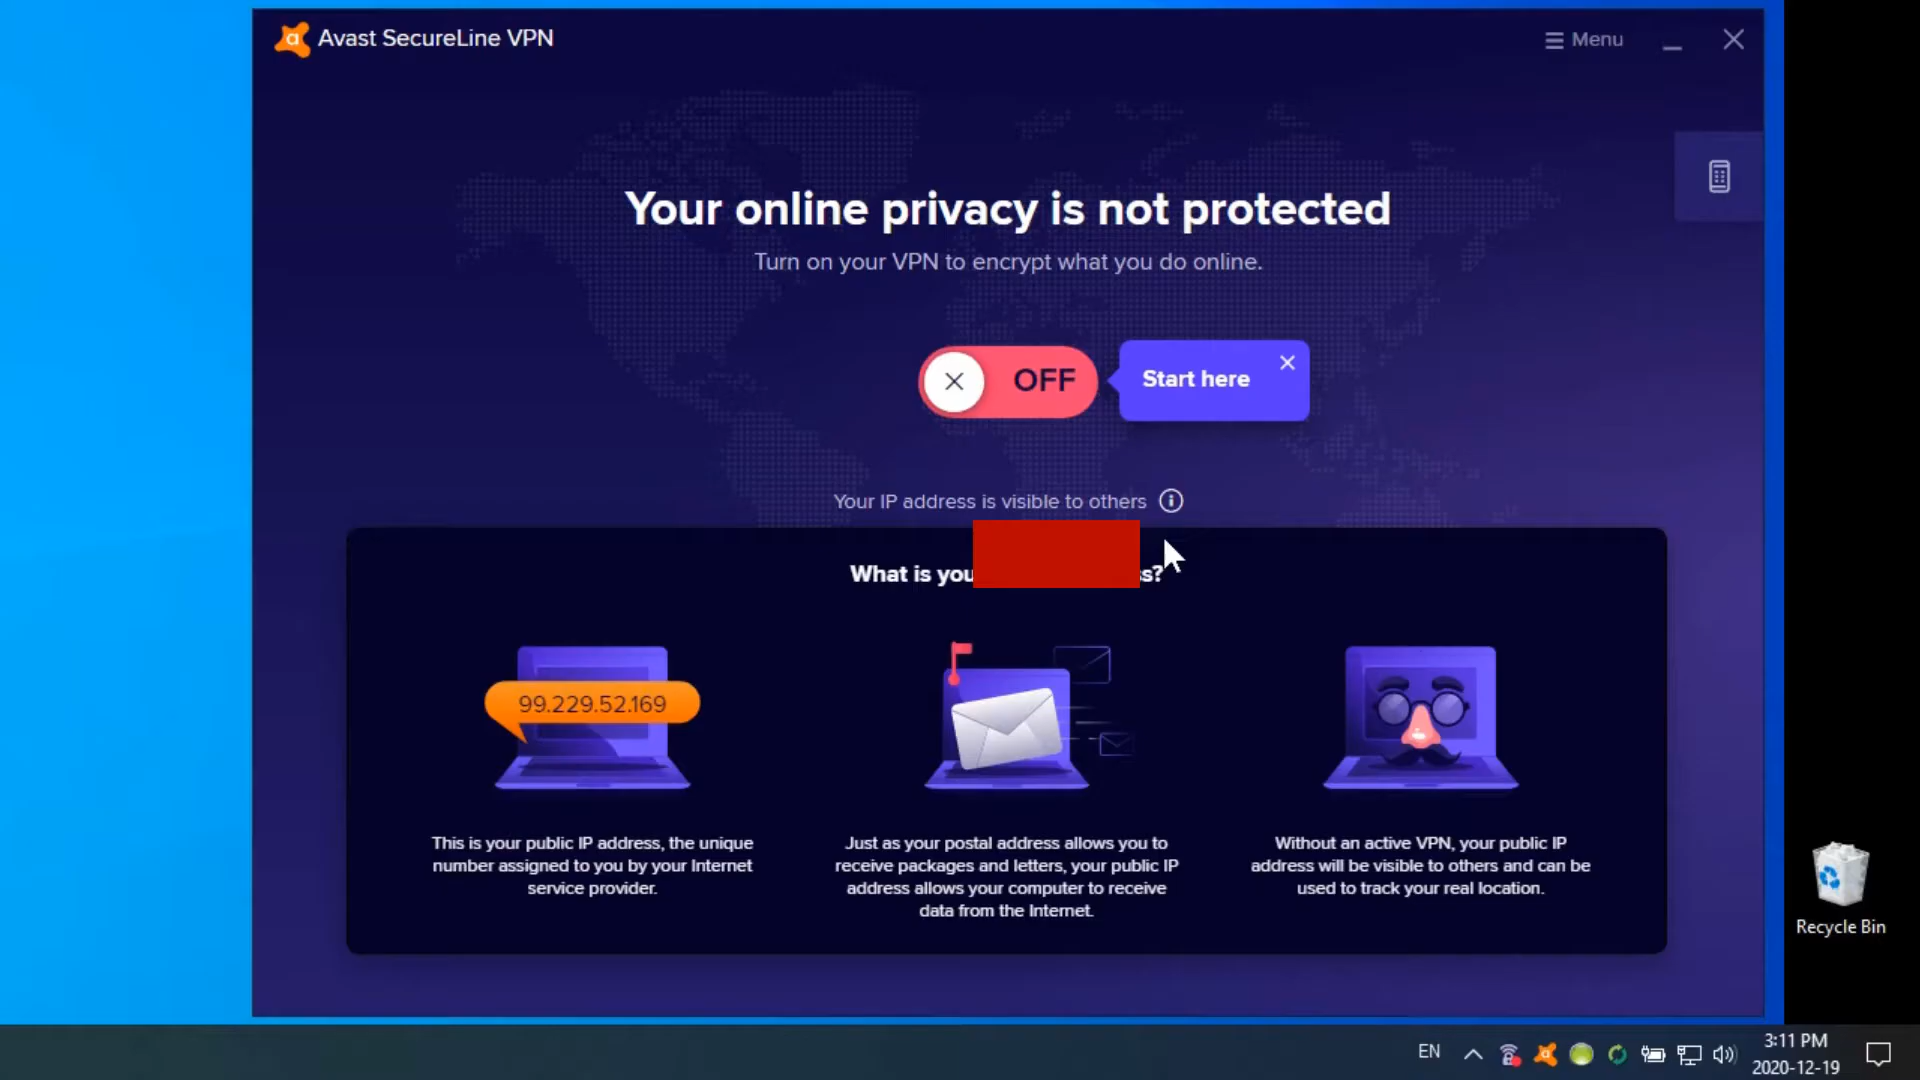 Avast SecureLine VPN
Menu
Your online privacy is not protected
Turn on your VPN to encrypt what you do online.
OFF
Start here
Your IP address is visible to others
What is
99.229.52.169
This is your public IP address, the unique
number assigned to you by your Internet
service provider.
Just as your postal address allows you to
receive packages and letters, your public IP
address allows your computer to receive
data from the Internet.
Without an active VPN, your public IP
address will be visible to others and can be
used to track your real location.
Recycle Bin
EN
3:11 PM
2020-12-19